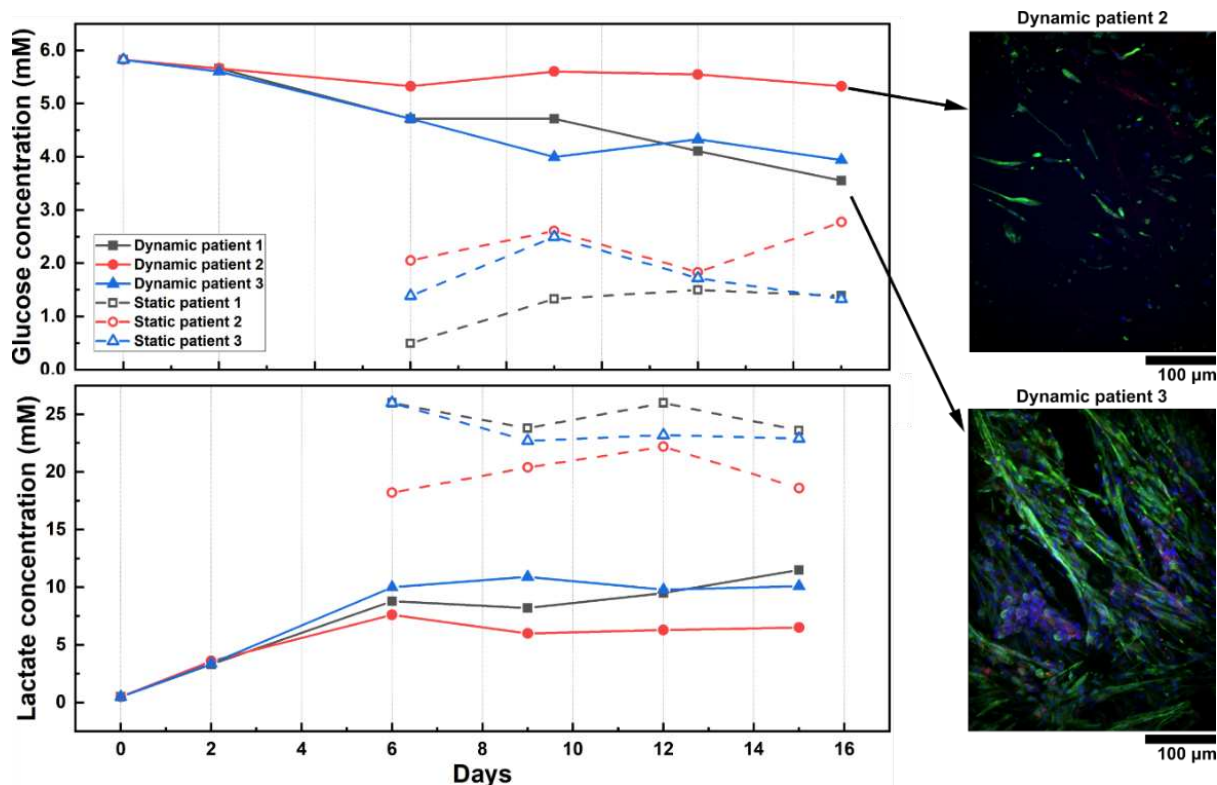 Glucose concentration (mM)
6.0
5.0
4.0
3.0
2.0
1.0
0.0
Dynamic patient 1
Dynamic patient 2
Dynamic patient 3
Static patient 1
Static patient 2
Static patient 3
Lactate concentration (mM)
25
20
15
10
5
0
0 2 6 10 12 14 16
Days
Dynamic patient 2
100 µm
Dynamic patient 3
100 µm